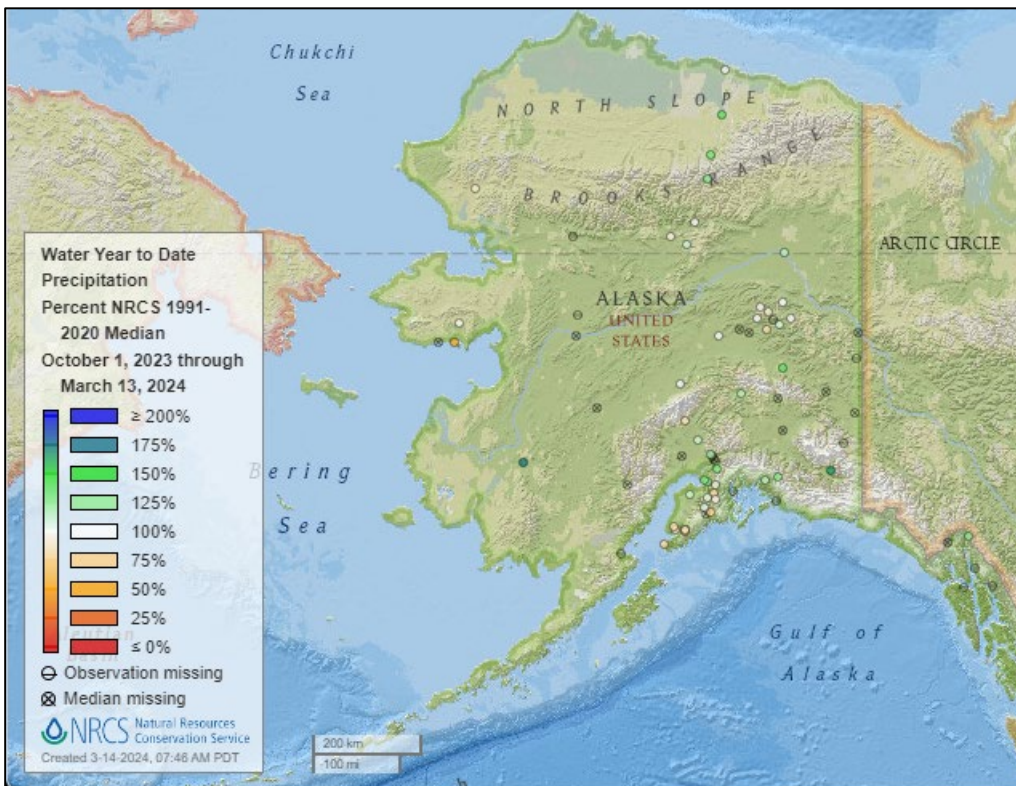 Chukchi
Sea
NORTH SLOPE
BROOKS RANGE
ARCTIC CIRCLE
ALASKA
UNITED
STATES
Bering
Sea
Gulf of
Alaska
Water Year to Date
Precipitation
Percent NRCS 1991-
2020 Median
October 1, 2023 through
March 13, 2024
≥ 200%
175%
150%
125%
100%
75%
50%
25%
≤ 0%
Observation missing
Median missing
NRCS Natural Resources
Conservation Service
Created 3-14-2024, 07:46 AM PDT
200 km
100 mi